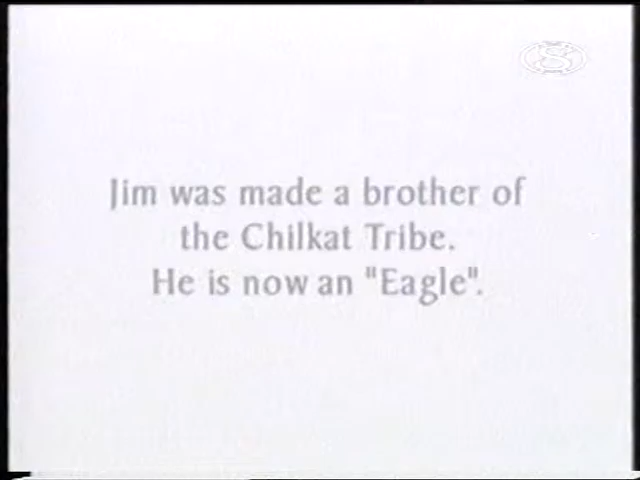 Jim was made a brother of
the Chilkat Tribe.
He is now an "Eagle".
S